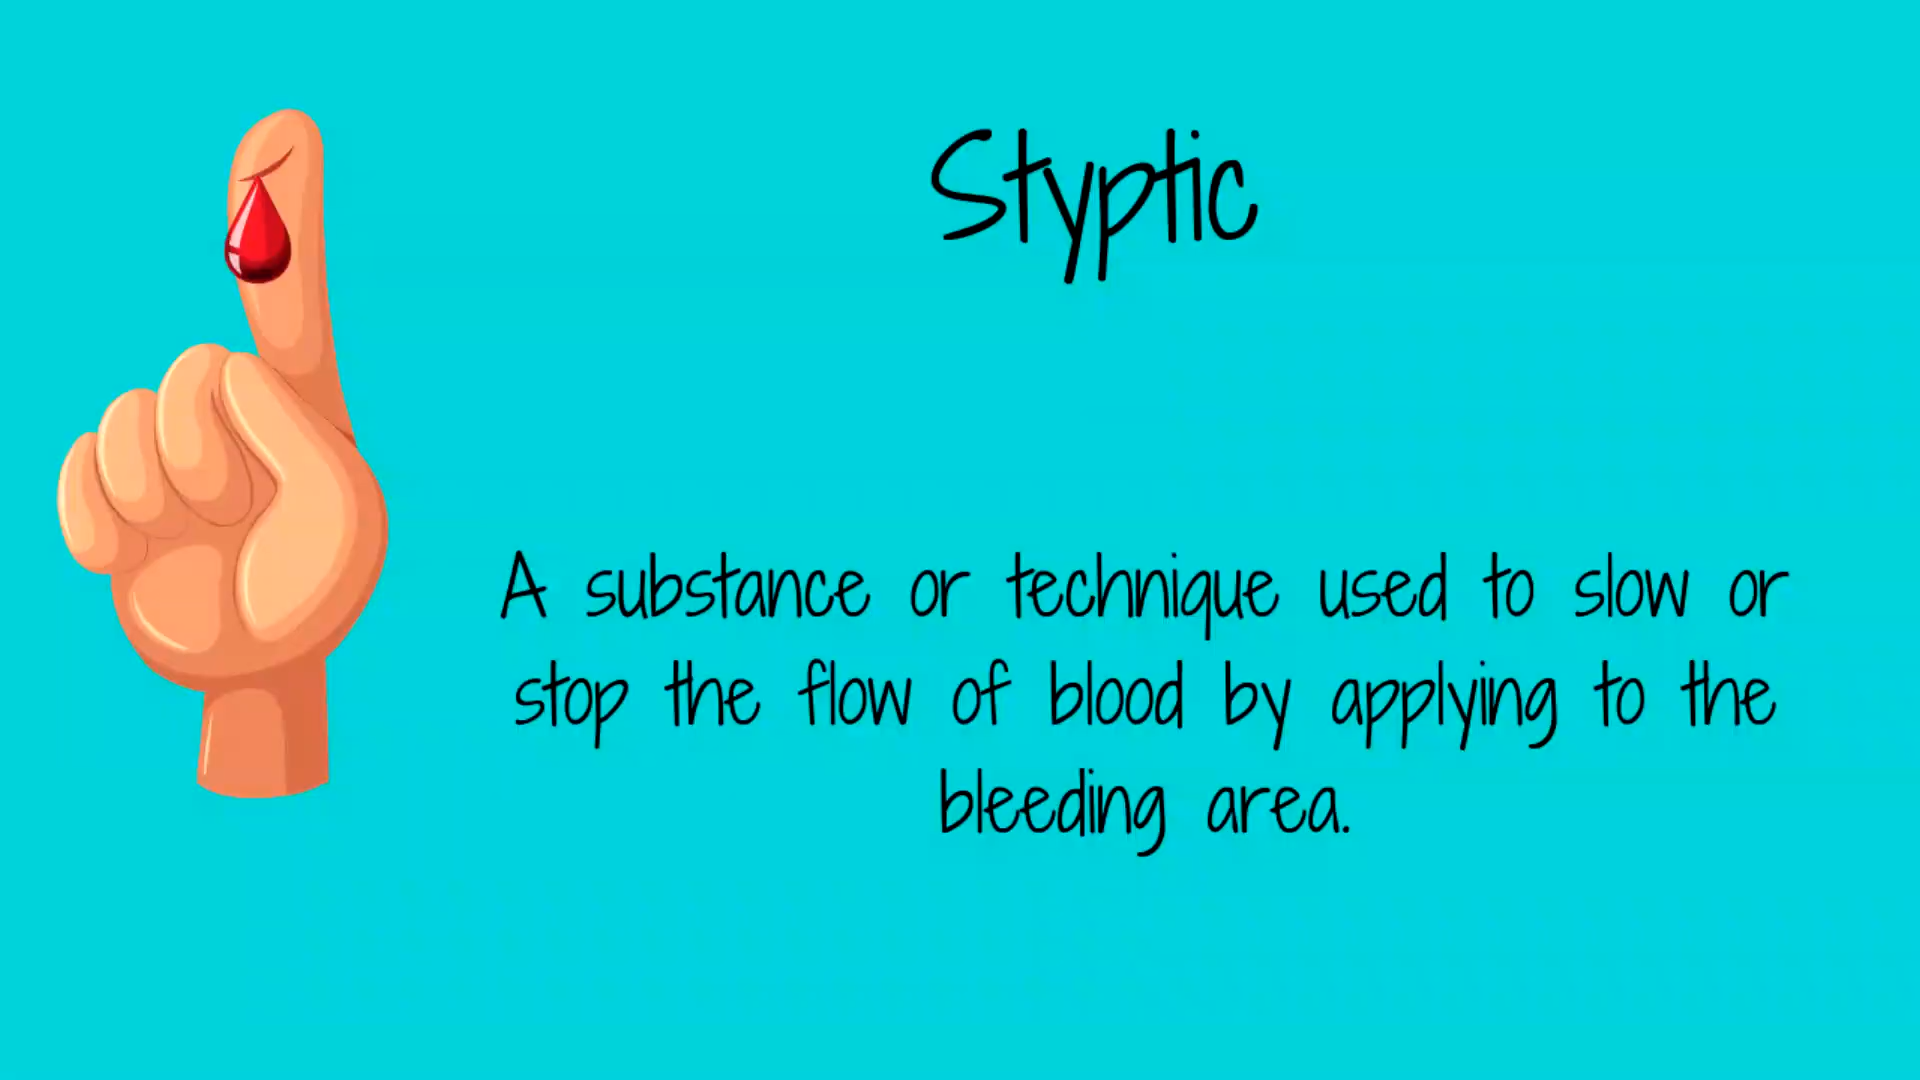 Styptic
A substance or technique used to slow or
stop the flow of blood by applying to the
bleeding area.